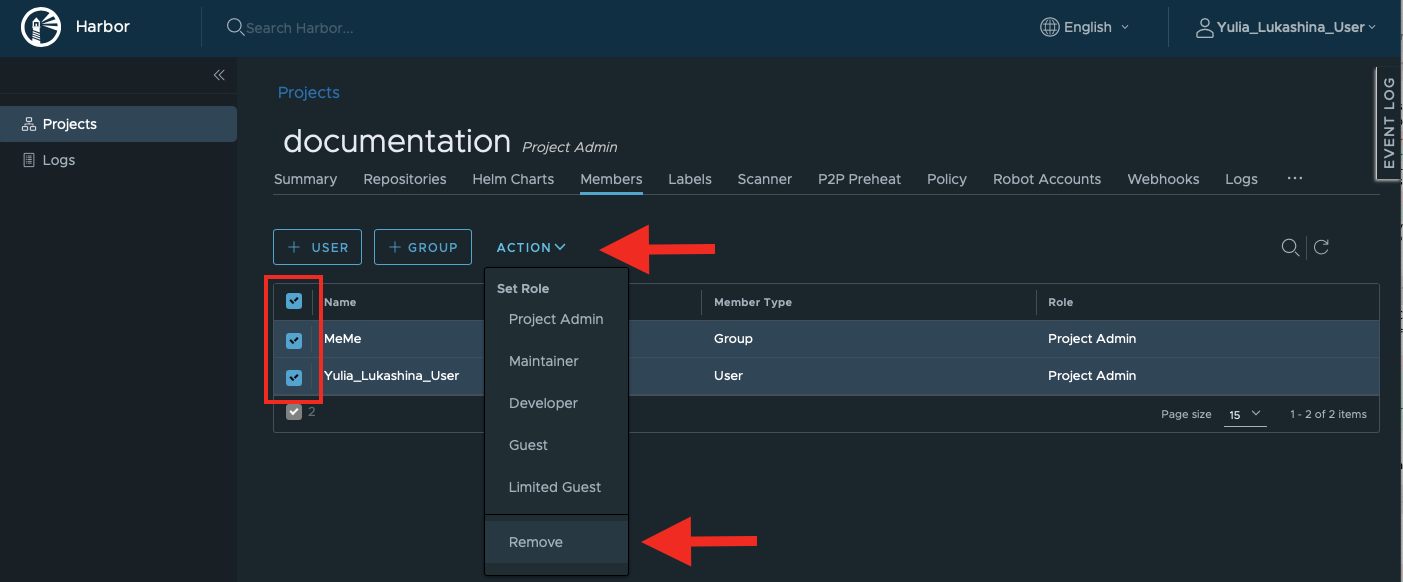 Harbor Search Harbor... English Yulia_Lukashina_User
EVENT LOG
Projects
Logs
Projects
documentation Project Admin
Summary Repositories Helm Charts Members Labels Scanner P2P Preheat Policy Robot Accounts Webhooks Logs ...
+ USER + GROUP ACTION
Set Role
Project Admin
Maintainer
Developer
Guest
Limited Guest
Remove
Name Member Type Role
MeMe Group Project Admin
Yulia_Lukashina_User User Project Admin
2 Page size 15 1 - 2 of 2 items